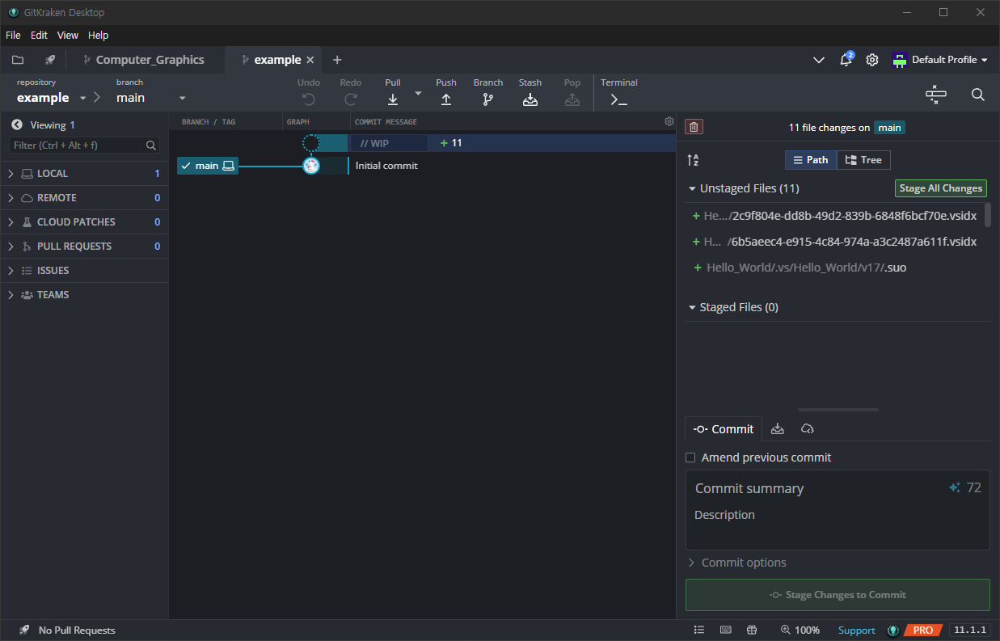 GitKraken Desktop
File Edit View Help
Computer_Graphics
example
2
Default Profile
repository
example
branch
main
Undo
Redo
Pull
Push
Branch
Stash
Pop
Terminal
Viewing 1
Filter (Ctrl + Alt + f)
LOCAL 1
REMOTE 0
CLOUD PATCHES 0
PULL REQUESTS 0
ISSUES
TEAMS
BRANCH / TAG GRAPH COMMIT MESSAGE
// WIP + 11
main Initial commit
11 file changes on main
Path Tree
Unstaged Files (11) Stage All Changes
+ He.../2c9f804e-dd8b-49d2-839b-6848f6bcf70e.vsidx
+ H... /6b5aeec4-e915-4c84-974a-a3c2487a611f.vsidx
+ Hello_World/.vs/Hello_World/v17/.suo
Staged Files (0)
Commit
Amend previous commit
Commit summary 72
Description
Commit options
Stage Changes to Commit
No Pull Requests
100% Support PRO 11.1.1